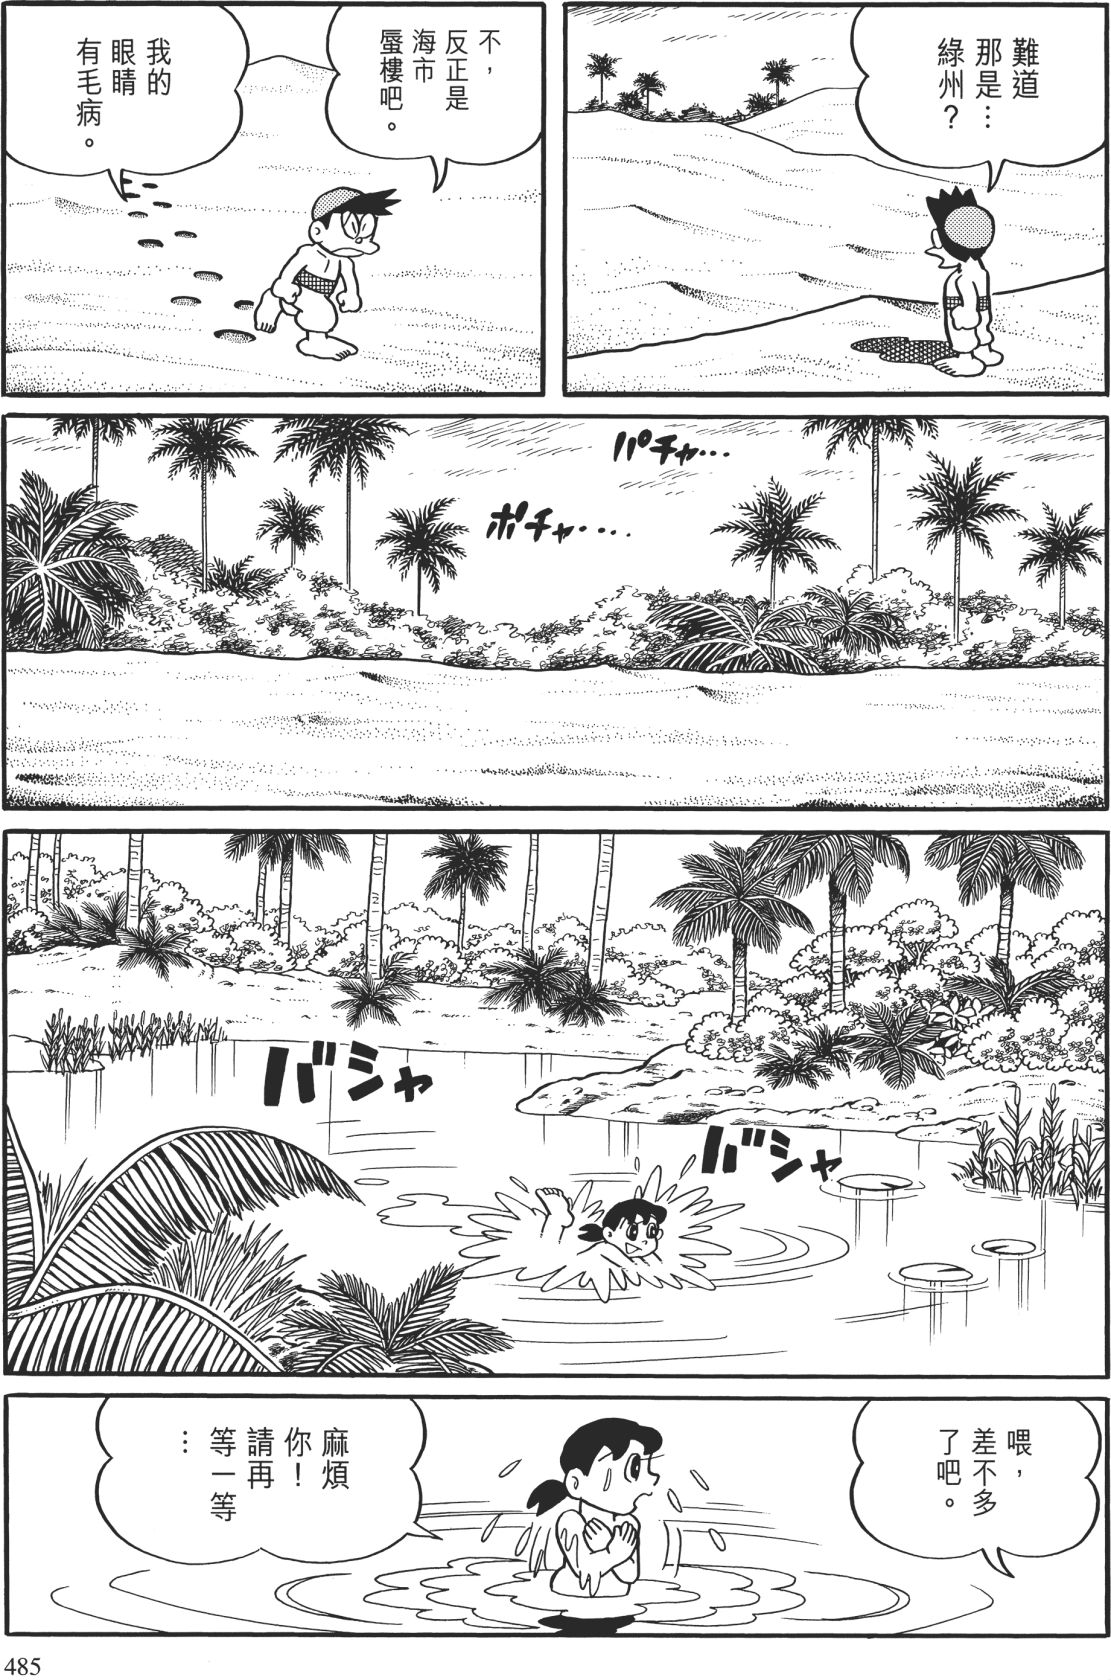 難道
那是…
綠州？
不，
反正是
海市
蜃樓吧。
我的
眼睛
有毛病。
パチャ…
ポチャ‥‥
バシャ
バシャ
喂，
差不多
了吧。
麻煩
你！
請再
等一等
…
485